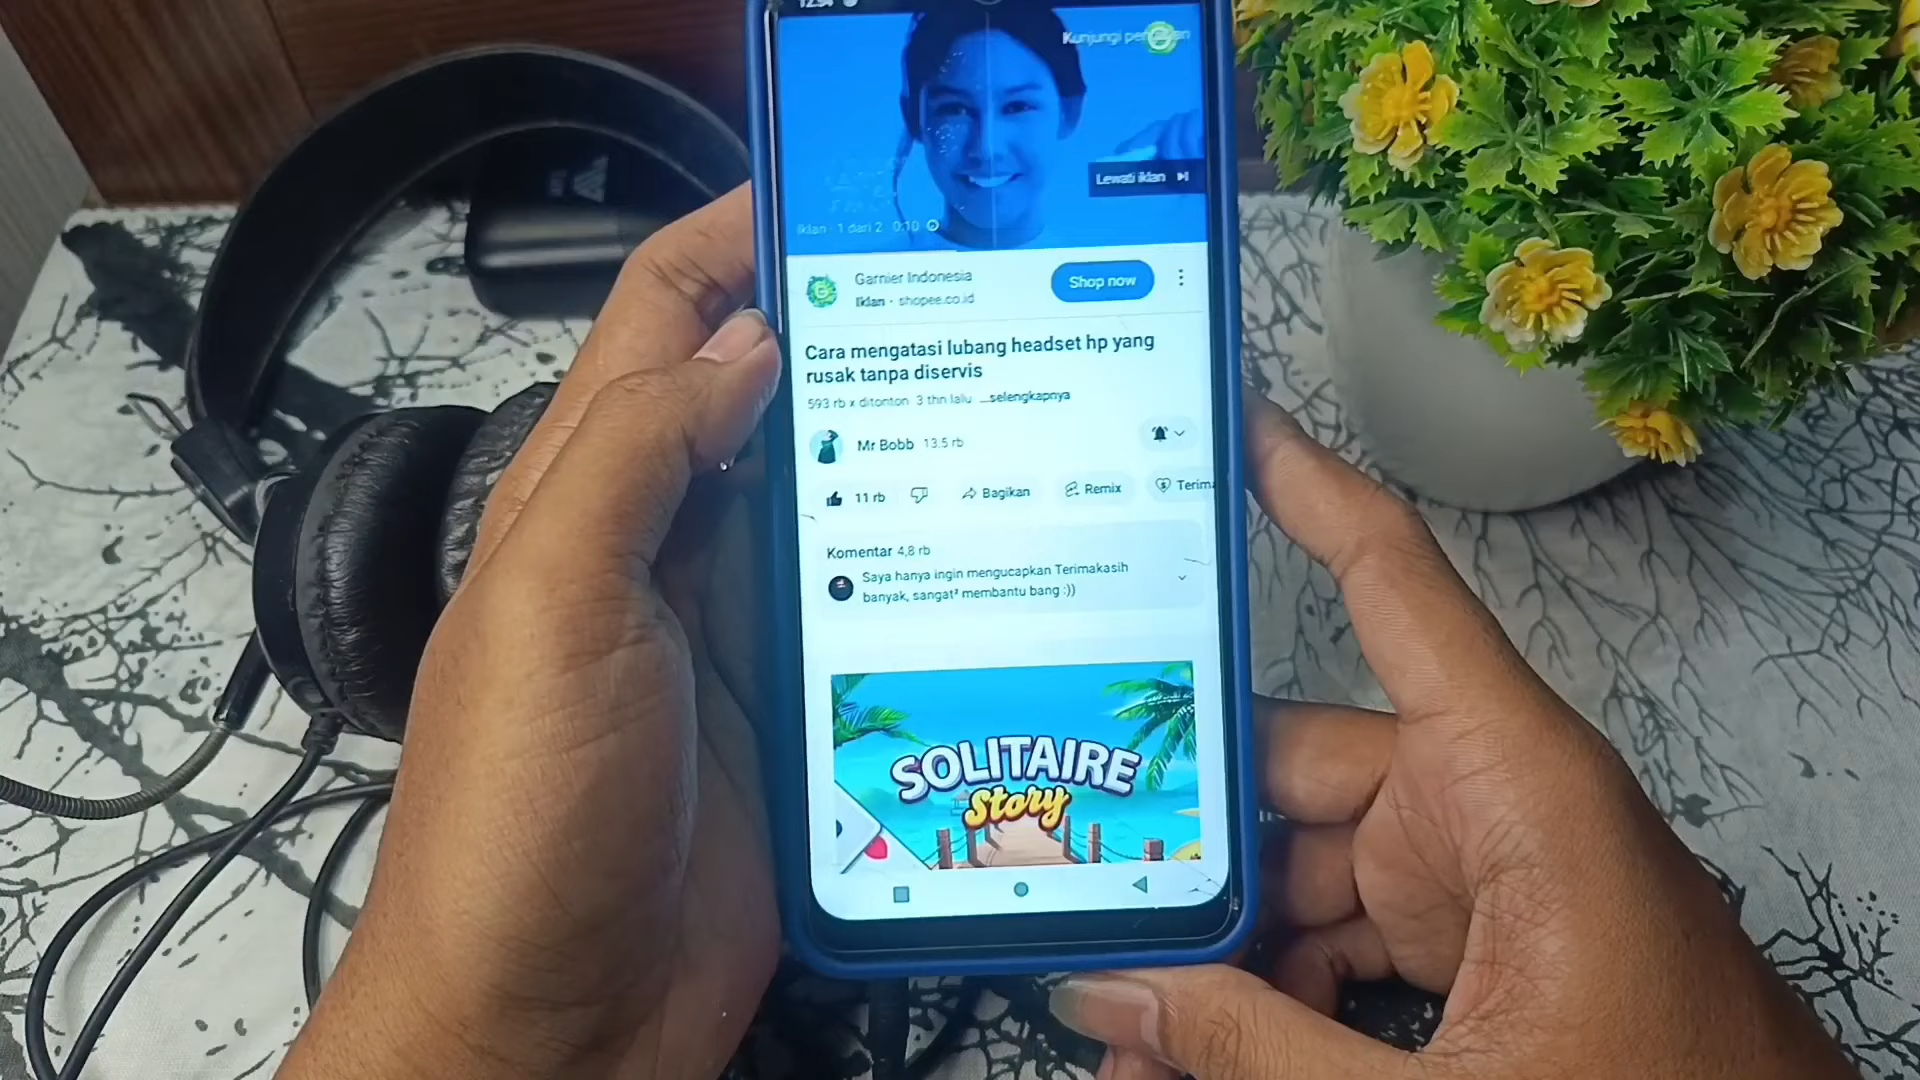 Kunjungi
Lewati iklan
Iklan · 1 dari 2 · 0:10
Garnier Indonesia
Iklan · shopee.co.id
Shop now
Cara mengatasi lubang headset hp yang
rusak tanpa diservis
593 rb x ditonton 3 thn lalu ...selengkapnya
Mr Bobb 13.5 rb
11 rb
Bagikan
Remix
Terim
Komentar 4,8 rb
Saya hanya ingin mengucapkan Terimakasih
banyak, sangat² membantu bang :))
SOLITAIRE
Story